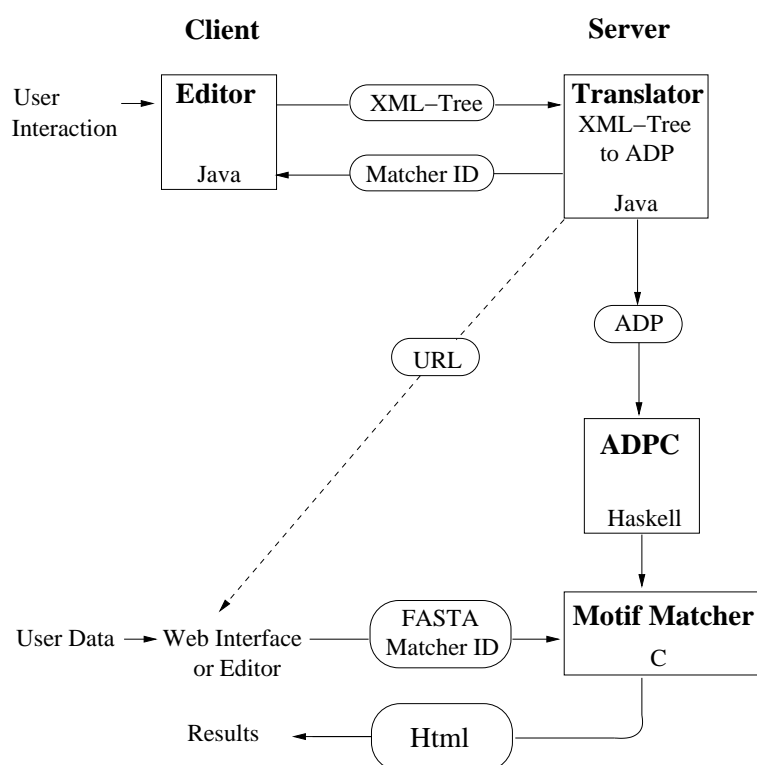 Client
Server
User
Interaction
Editor
Java
XML–Tree
Matcher ID
Translator
XML–Tree
to ADP
Java
URL
ADP
ADPC
Haskell
User Data
Web Interface
or Editor
FASTA
Matcher ID
Motif Matcher
C
Results
Html